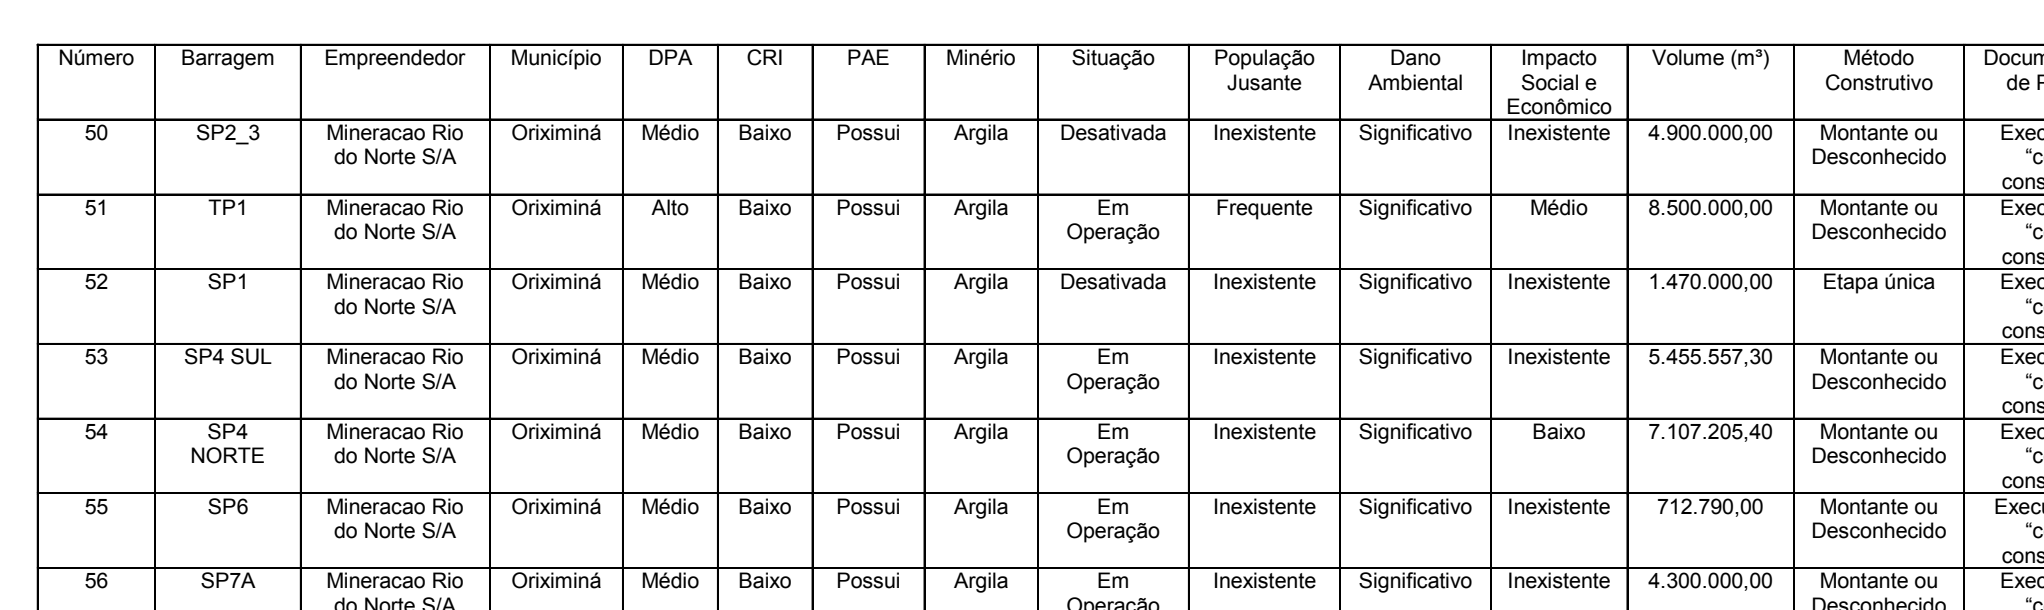 Número Barragem Empreendedor Município DPA CRI PAE Minério Situação População Jusante Dano Ambiental Impacto Social e Econômico Volume (m³) Método Construtivo
50 SP2_3 Mineracao Rio do Norte S/A Oriximiná Médio Baixo Possui Argila Desativada Inexistente Significativo Inexistente 4.900.000,00 Montante ou Desconhecido
51 TP1 Mineracao Rio do Norte S/A Oriximiná Alto Baixo Possui Argila Em Operação Frequente Significativo Médio 8.500.000,00 Montante ou Desconhecido
52 SP1 Mineracao Rio do Norte S/A Oriximiná Médio Baixo Possui Argila Desativada Inexistente Significativo Inexistente 1.470.000,00 Etapa única
53 SP4 SUL Mineracao Rio do Norte S/A Oriximiná Médio Baixo Possui Argila Em Operação Inexistente Significativo Inexistente 5.455.557,30 Montante ou Desconhecido
54 SP4 NORTE Mineracao Rio do Norte S/A Oriximiná Médio Baixo Possui Argila Em Operação Inexistente Significativo Baixo 7.107.205,40 Montante ou Desconhecido
55 SP6 Mineracao Rio do Norte S/A Oriximiná Médio Baixo Possui Argila Em Operação Inexistente Significativo Inexistente 712.790,00 Montante ou Desconhecido
56 SP7A Mineracao Rio do Norte S/A Oriximiná Médio Baixo Possui Argila Em Operação Inexistente Significativo Inexistente 4.300.000,00 Montante ou Desconhecido